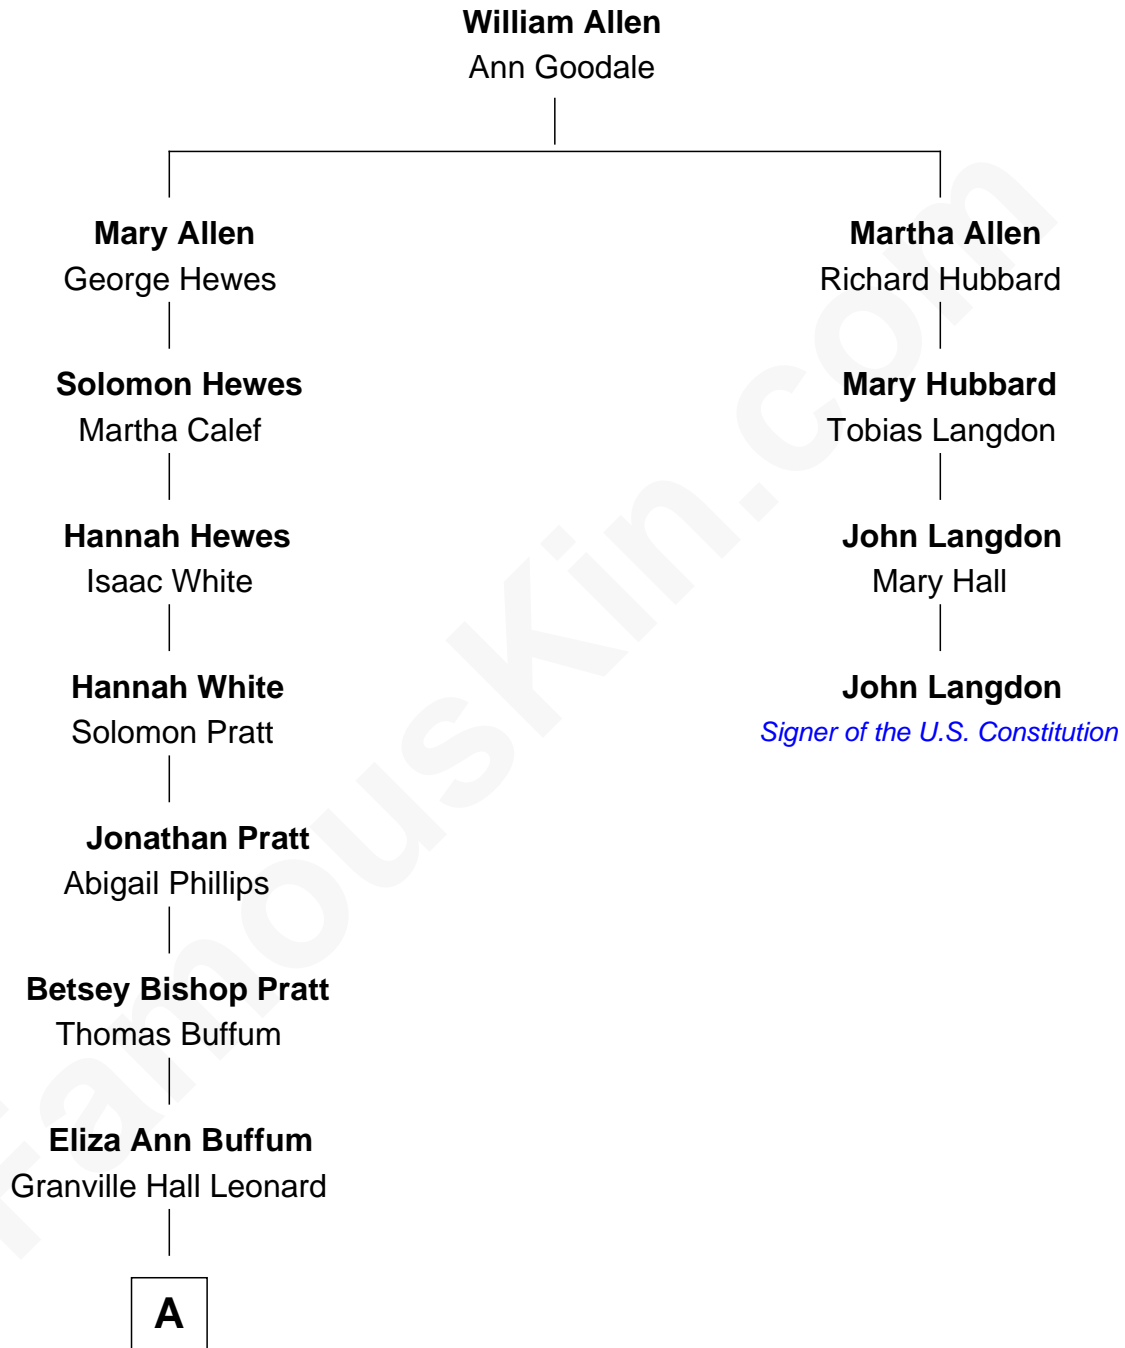 William Allen
Ann Goodale
Mary Allen
George Hewes
Solomon Hewes
Martha Calef
Hannah Hewes
Isaac White
Hannah White
Solomon Pratt
Jonathan Pratt
Abigail Phillips
Betsey Bishop Pratt
Thomas Buffum
Eliza Ann Buffum
Granville Hall Leonard
A
Martha Allen
Richard Hubbard
Mary Hubbard
Tobias Langdon
John Langdon
Mary Hall
John Langdon
Signer of the U.S. Constitution
FamousKin.com